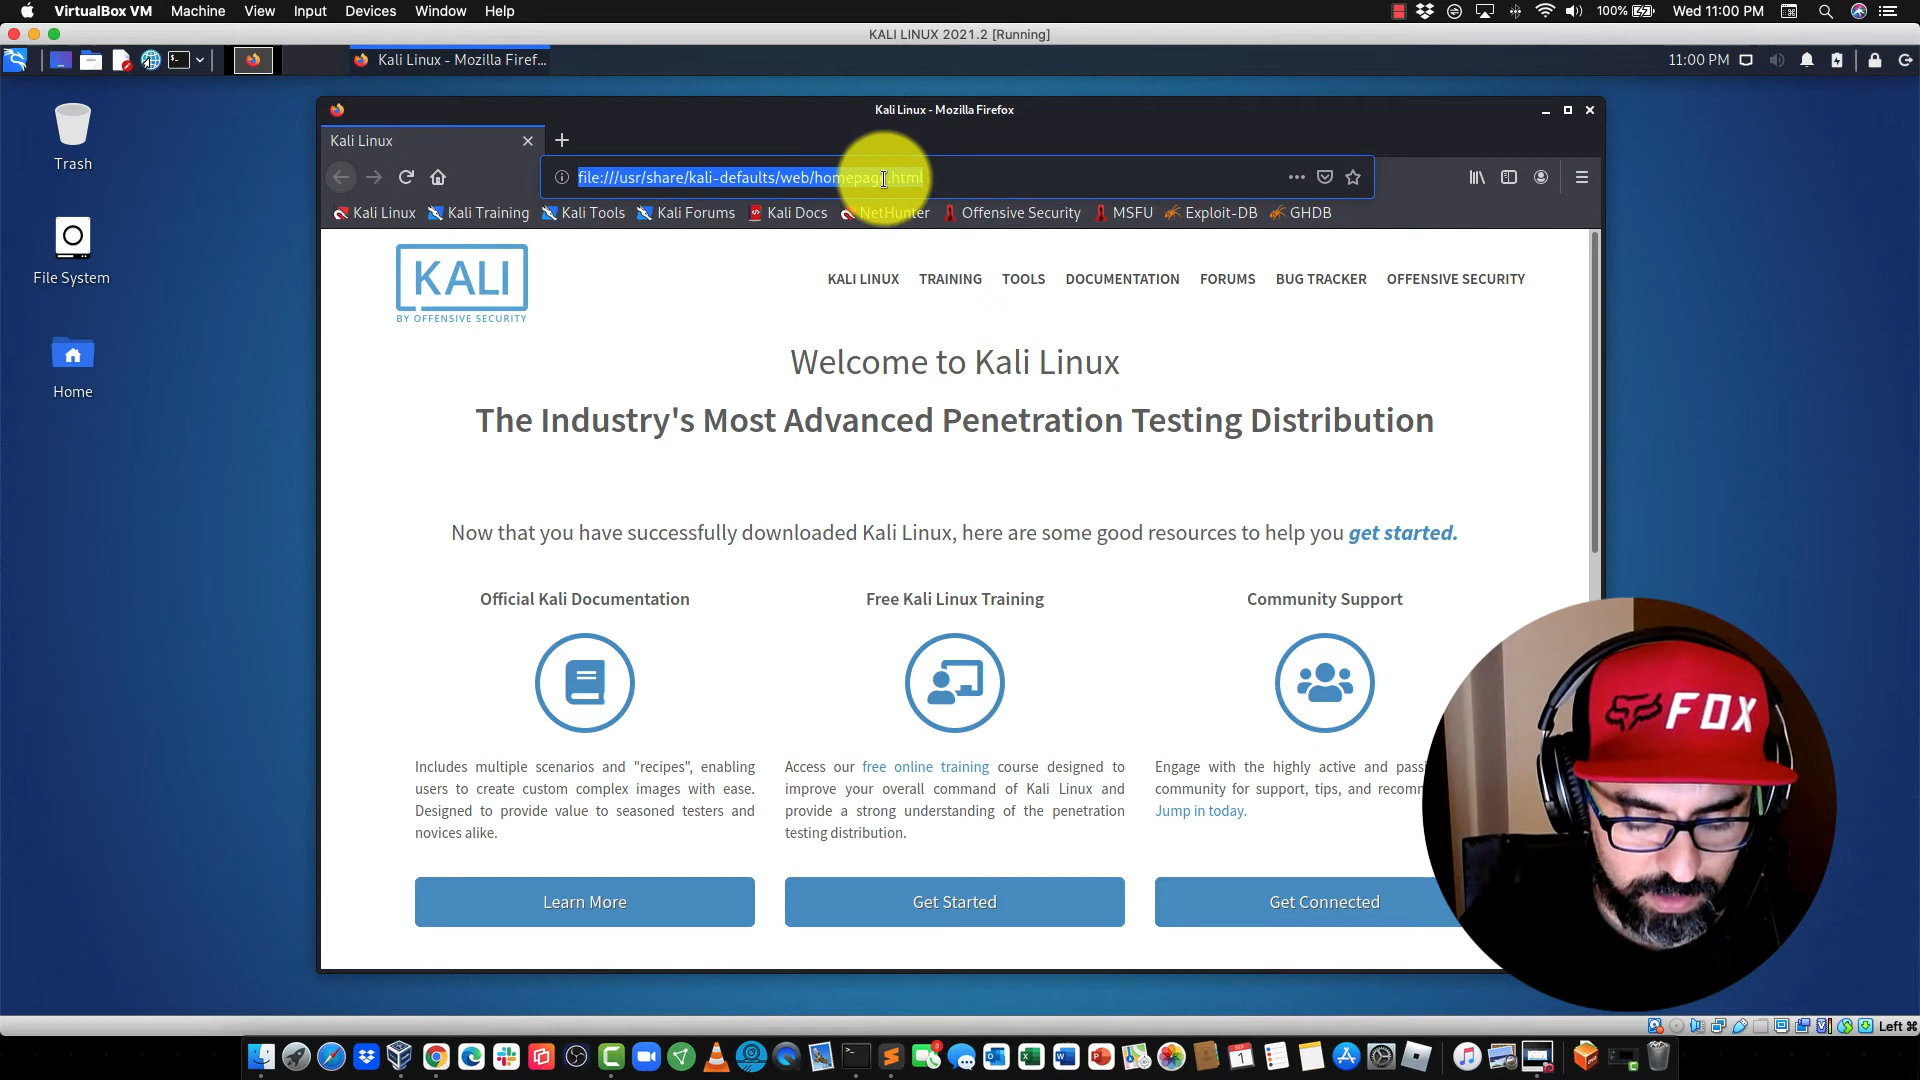 VirtualBox VM Machine View Input Devices Window Help 100% Wed 11:00 PM
KALI LINUX 2021.2 [Running]
Kali Linux - Mozilla Firef... 11:00 PM
Kali Linux - Mozilla Firefox
Kali Linux
file:///usr/share/kali-defaults/web/homepage.html
Kali Linux Kali Training Kali Tools Kali Forums Kali Docs NetHunter Offensive Security MSFU Exploit-DB GHDB
Trash
File System
Home
KALI
BY OFFENSIVE SECURITY
KALI LINUX TRAINING TOOLS DOCUMENTATION FORUMS BUG TRACKER OFFENSIVE SECURITY
Welcome to Kali Linux
The Industry's Most Advanced Penetration Testing Distribution
Now that you have successfully downloaded Kali Linux, here are some good resources to help you get started.
Official Kali Documentation
Includes multiple scenarios and "recipes", enabling
users to create custom complex images with ease.
Designed to provide value to seasoned testers and
novices alike.
Learn More
Free Kali Linux Training
Access our free online training course designed to
improve your overall command of Kali Linux and
provide a strong understanding of the penetration
testing distribution.
Get Started
Community Support
Engage with the highly active and
community for support, tips, and
Jump in today.
Get Connected
FOX
Left ⌘